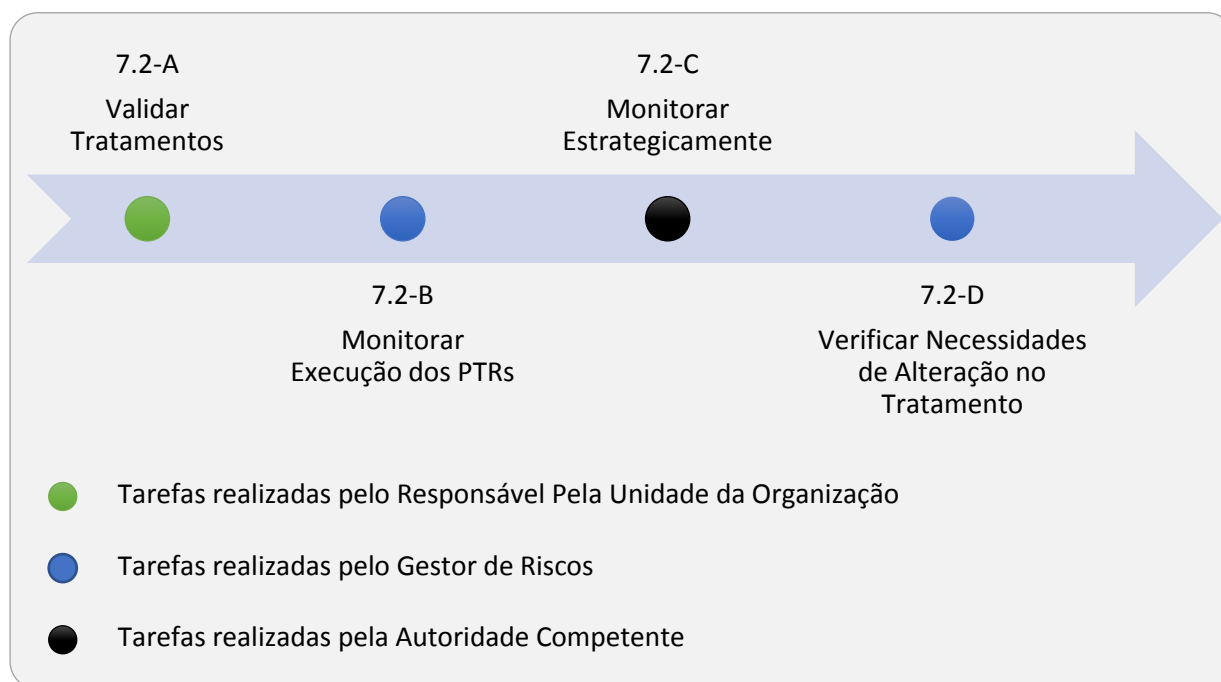 7.2-A
Validar
Tratamentos
7.2-C
Monitorar
Estrategicamente
7.2-B
Monitorar
Execução dos PTRs
7.2-D
Verificar Necessidades
de Alteração no
Tratamento
Tarefas realizadas pelo Responsável Pela Unidade da Organização
Tarefas realizadas pelo Gestor de Riscos
Tarefas realizadas pela Autoridade Competente